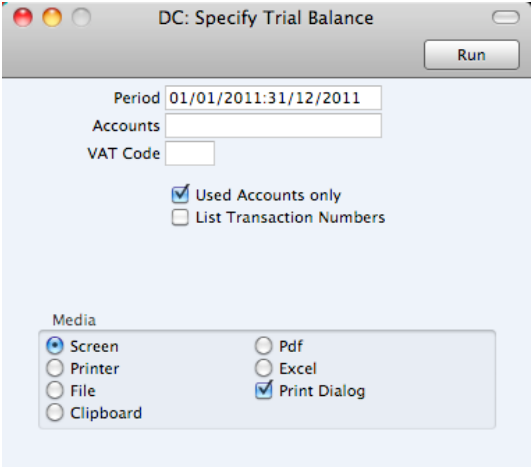 DC: Specify Trial Balance
Run
Period 01/01/2011:31/12/2011
Accounts
VAT Code
Used Accounts only
List Transaction Numbers
Media
Screen
Pdf
Printer
Excel
File
Print Dialog
Clipboard